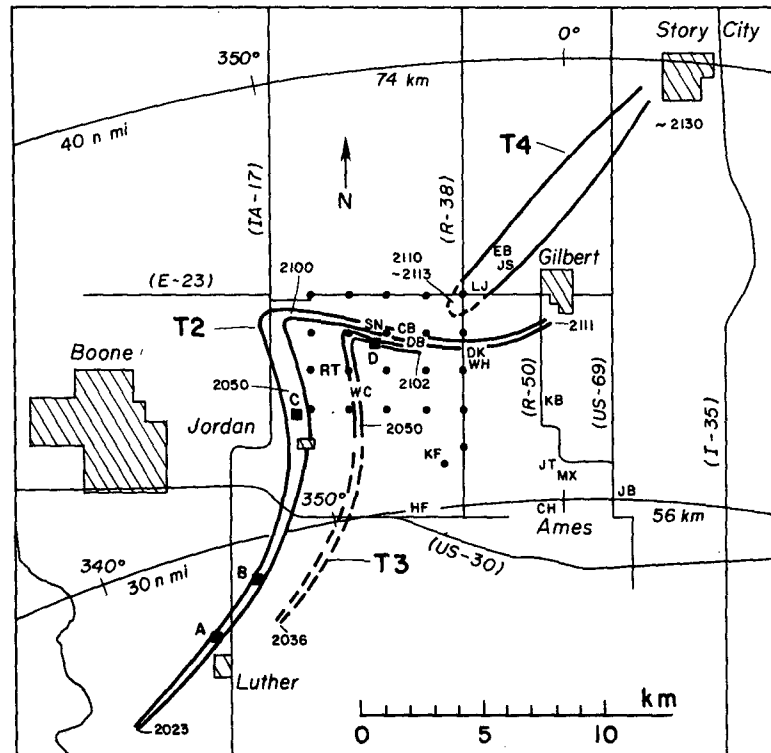 0°
Story City
350°
74 km
40 n mi
~ 2130
T4
(IA-17)
(R-38)
N
EB
JS
Gilbert
2110
~2113
2100
(E-23)
LJ
T2
SN
CB
DB
2111
Boone
D
DK
WH
RT
2102
2050
C
WC
(R-50)
(US-69)
KB
2050
Jordan
(I-35)
KF
JT
MX
350°
HF
CH
JB
Ames
56 km
340°
30 n mi
(US-30)
B
T3
A
2036
Luther
km
2023
0 5 10